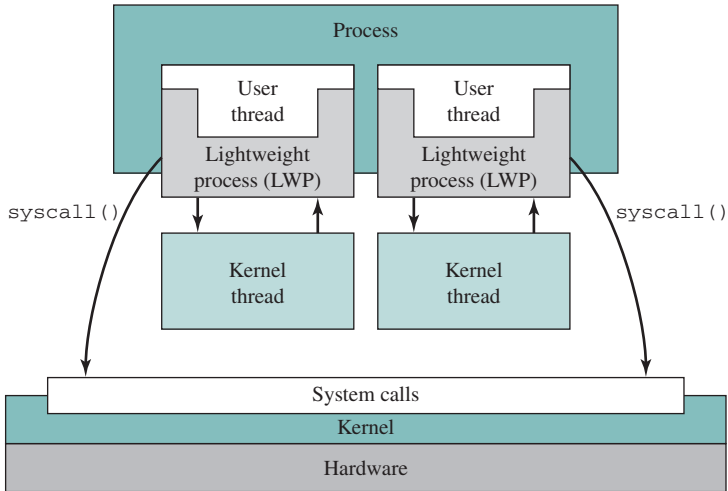 Process
User
thread
User
thread
Lightweight
process (LWP)
Lightweight
process (LWP)
syscall()
syscall()
Kernel
thread
Kernel
thread
System calls
Kernel
Hardware